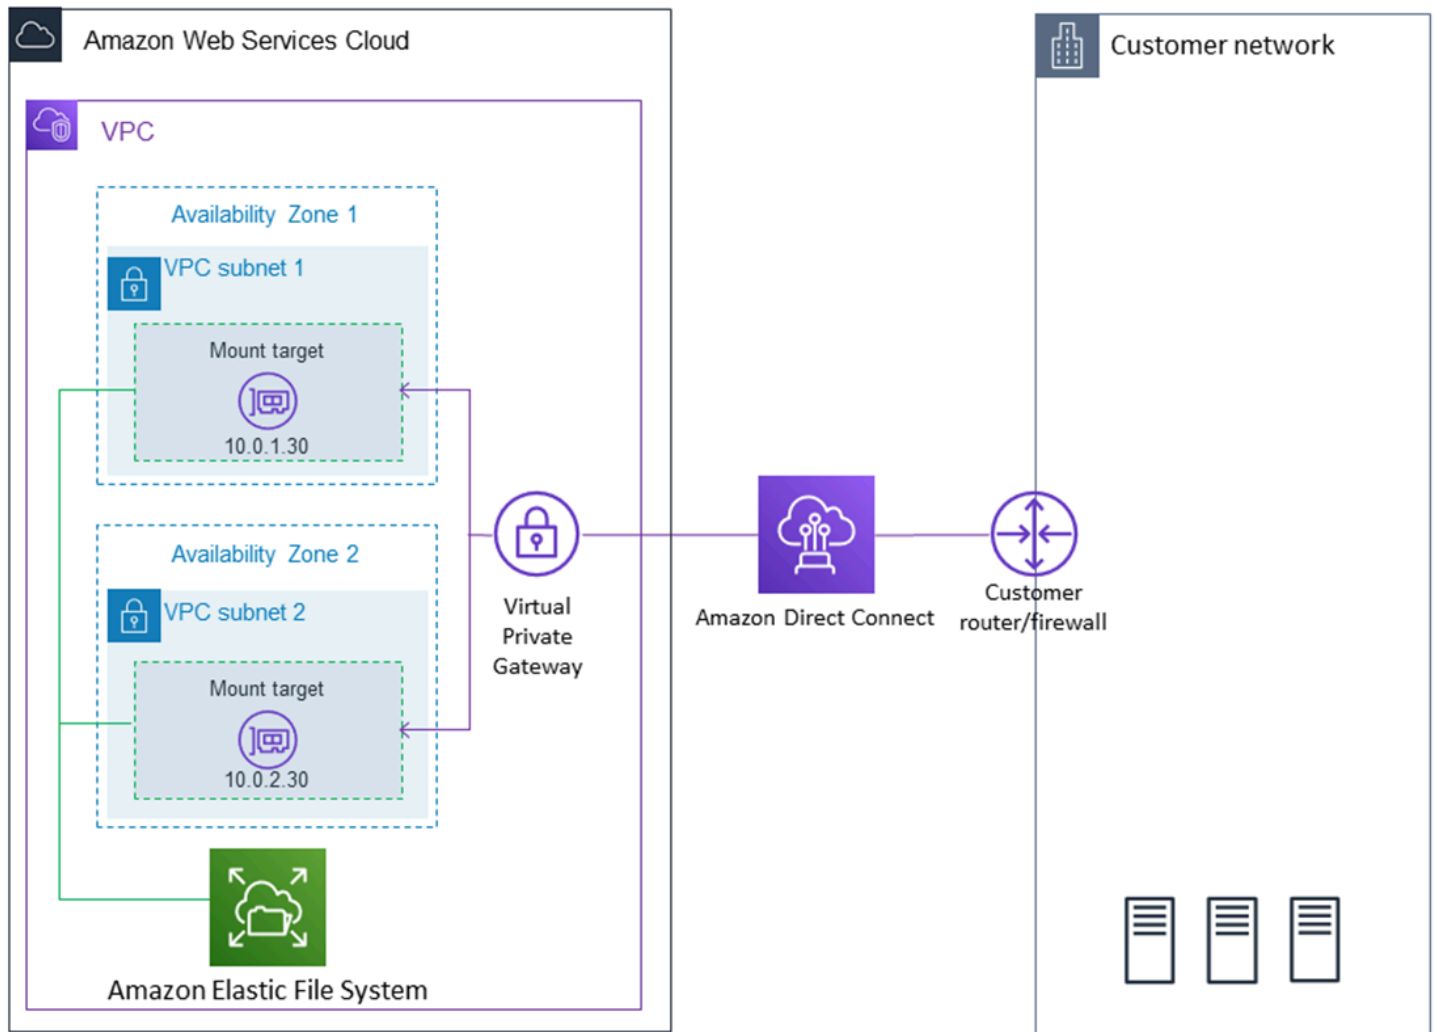 Amazon Web Services Cloud
Customer network
VPC
Availability Zone 1
VPC subnet 1
Mount target
10.0.1.30
Availability Zone 2
VPC subnet 2
Mount target
10.0.2.30
Virtual
Private
Gateway
Amazon Direct Connect
Customer
router/firewall
Amazon Elastic File System